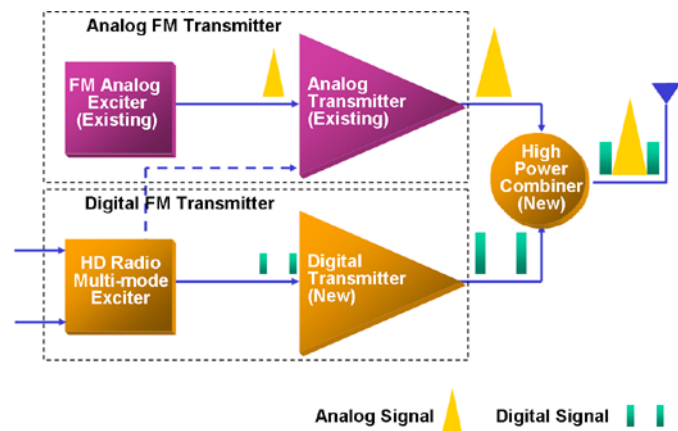 Analog FM Transmitter
FM Analog
Exciter
(Existing)
Analog
Transmitter
(Existing)
High
Power
Combiner
(New)
Digital FM Transmitter
HD Radio
Multi-mode
Exciter
Digital
Transmitter
(New)
Analog Signal
Digital Signal